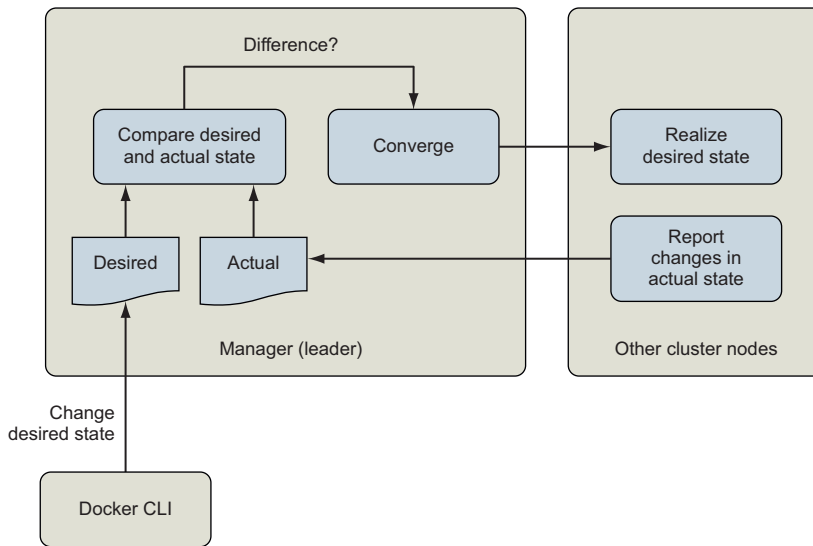 Difference?
Compare desired
and actual state
Converge
Realize
desired state
Desired
Actual
Report
changes in
actual state
Manager (leader)
Other cluster nodes
Change
desired state
Docker CLI